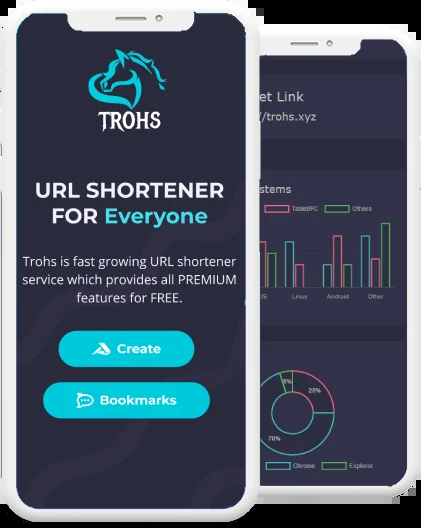 TROHS
URL SHORTENER
FOR Everyone
Trohs is fast growing URL shortener
service which provides all PREMIUM
features for FREE.
Create
Bookmarks
et Link
//trohs.xyz
stems
Tablet/PC Others
OS Linux Android Other
5%
25%
70%
Chrome Explorer